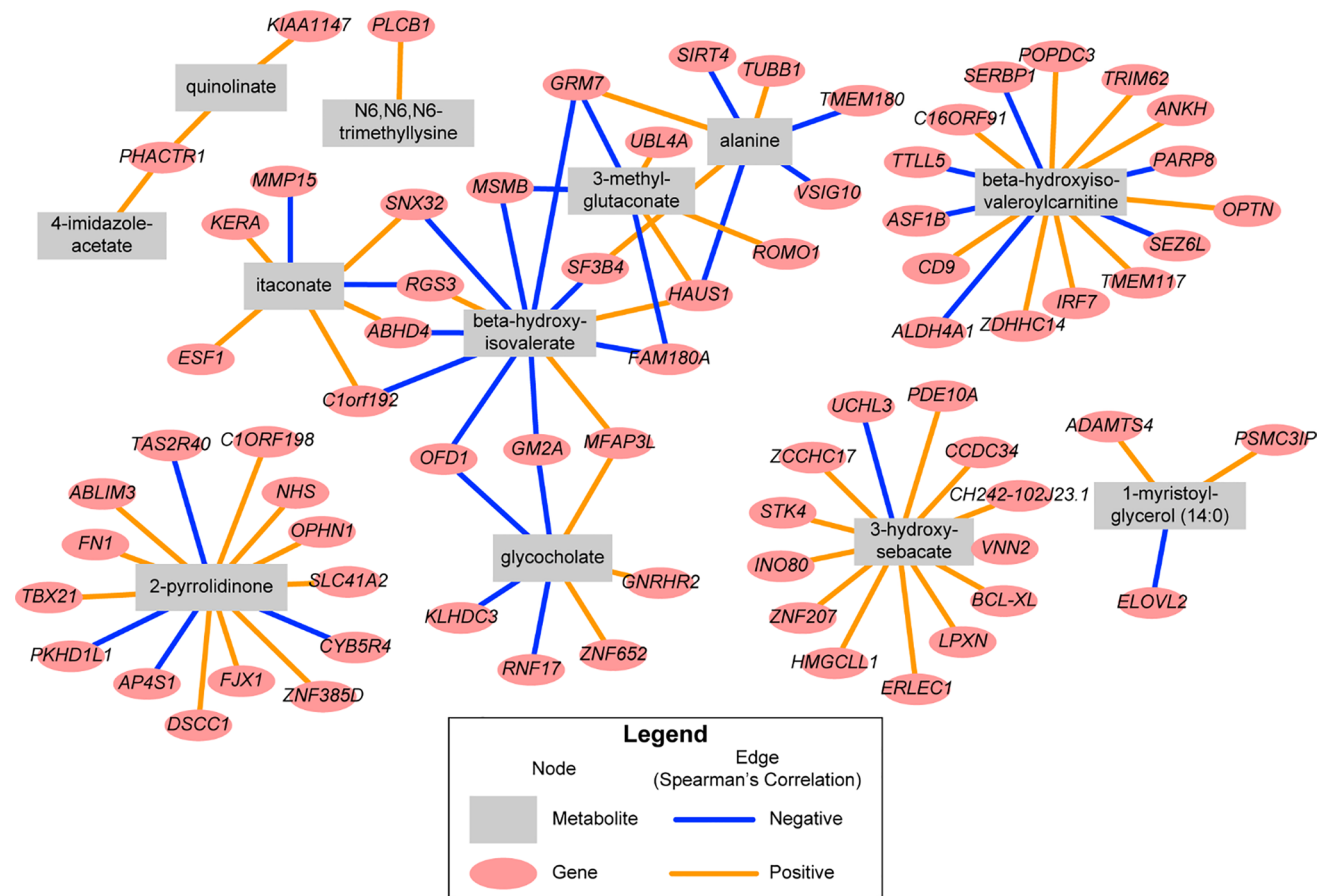 KIAA1147
PLCB1
quinolinate
N6,N6,N6-
trimethyllysine
PHACTR1
4-imidazole-
acetate
GRM7
SIRT4
TUBB1
TMEM180
alanine
UBL4A
VSIG10
MSMB
3-methyl-
glutaconate
ROMO1
MMP15
KERA
SNX32
SF3B4
HAUS1
itaconate
RGS3
ABHD4
beta-hydroxy-
isovalerate
FAM180A
ESF1
C1orf192
POPDC3
SERBP1
TRIM62
C16ORF91
ANKH
TTLL5
PARP8
beta-hydroxyiso-
valeroylcarnitine
ASF1B
OPTN
SEZ6L
CD9
TMEM117
IRF7
ZDHHC14
ALDH4A1
TAS2R40
C1ORF198
ABLIM3
NHS
FN1
OPHN1
2-pyrrolidinone
SLC41A2
TBX21
CYB5R4
PKHD1L1
AP4S1
FJX1
ZNF385D
DSCC1
OFD1
GM2A
MFAP3L
glycocholate
GNRHR2
KLHDC3
RNF17
ZNF652
UCHL3
PDE10A
ZCCHC17
CCDC34
CH242-102J23.1
STK4
3-hydroxy-
sebacate
VNN2
INO80
BCL-XL
ZNF207
LPXN
HMGCLL1
ERLEC1
ADAMTS4
PSMC3IP
1-myristoyl-
glycerol (14:0)
ELOVL2
Legend
Node
Edge
(Spearman's Correlation)
Metabolite
Negative
Gene
Positive